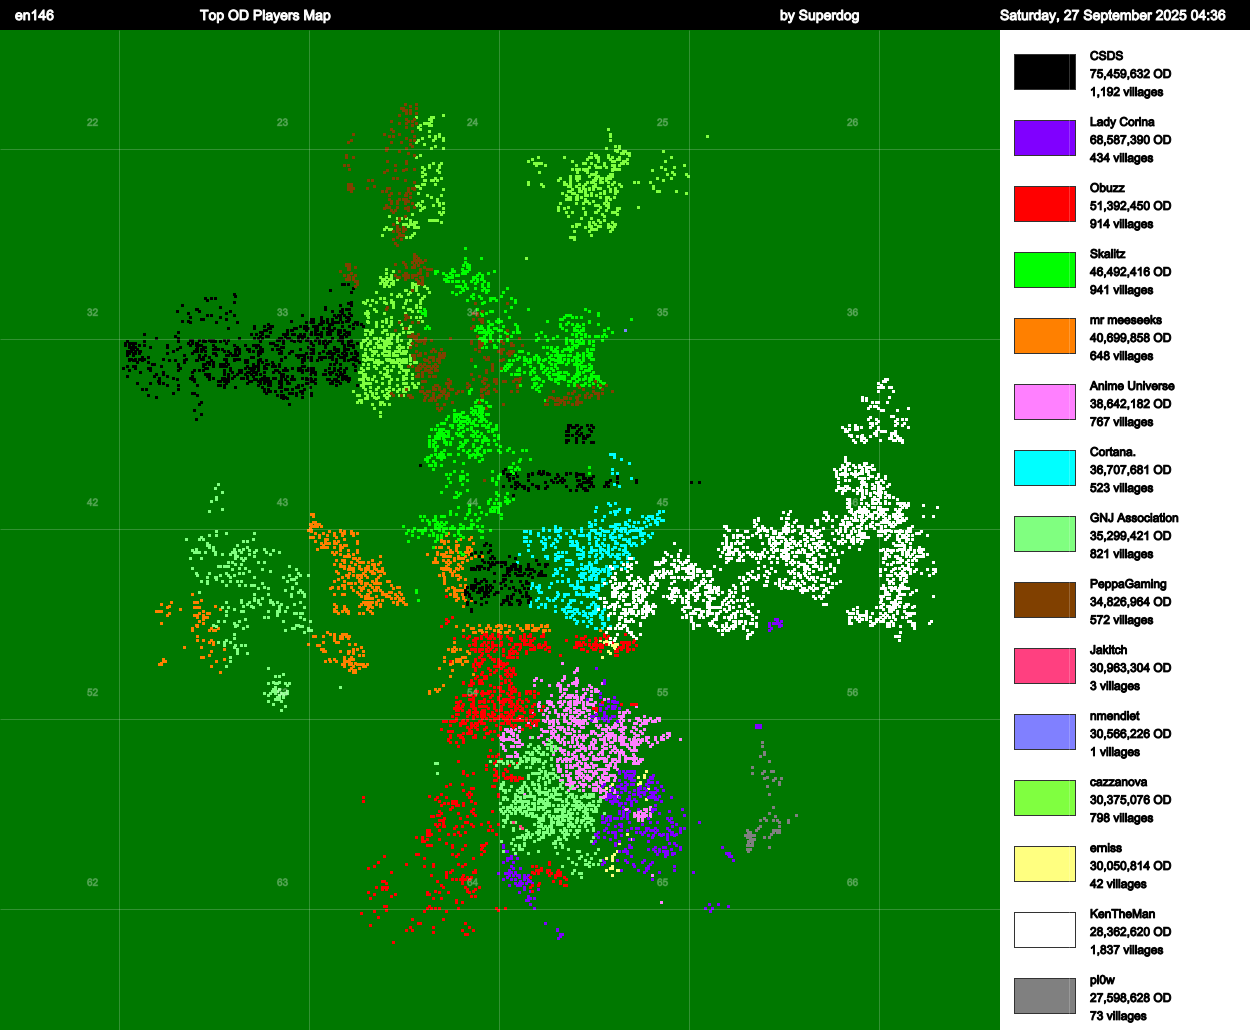 en146 Top OD Players Map by Superdog Saturday, 27 September 2025 04:36
CSDS
75,459,632 OD
1,192 villages
Lady Corina
68,587,390 OD
434 villages
Obuzz
51,392,450 OD
914 villages
Skalitz
46,492,416 OD
941 villages
mr meeseeks
40,699,858 OD
648 villages
Anime Universe
38,642,182 OD
767 villages
Cortana.
36,707,681 OD
523 villages
GNJ Association
35,299,421 OD
821 villages
PeppaGaming
34,826,964 OD
572 villages
Jakitch
30,963,304 OD
3 villages
nmendiet
30,566,226 OD
1 villages
cazzanova
30,375,076 OD
798 villages
erniss
30,050,814 OD
42 villages
KenTheMan
28,362,620 OD
1,837 villages
pl0w
27,598,628 OD
73 villages
22 23 24 25 26
32 33 34 35 36
42 43 44 45
52 54 55 56
62 63 64 65 66